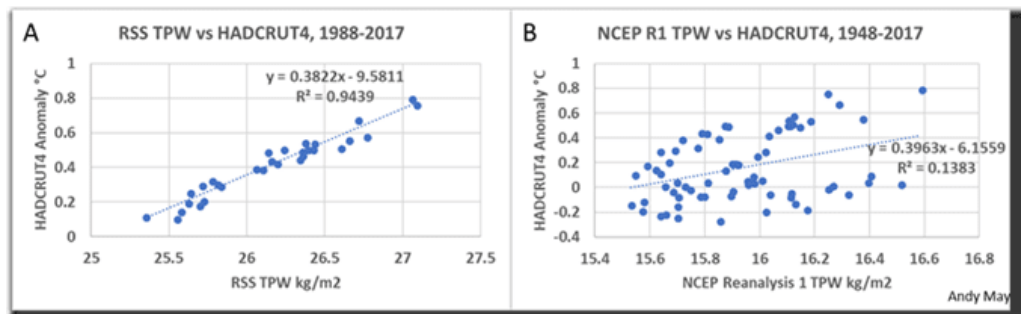 A
RSS TPW vs HADCRUT4, 1988-2017
y = 0.3822x - 9.5811
R² = 0.9439
HADCRUT4 Anomaly °C
1
0.8
0.6
0.4
0.2
0
25
25.5
26
26.5
27
27.5
RSS TPW kg/m2
B
NCEP R1 TPW vs HADCRUT4, 1948-2017
HADCRUT4 Anomaly °C
1
0.8
0.6
0.4
0.2
0
-0.2
-0.4
y = 0.3963x - 6.1559
R² = 0.1383
15.4
15.6
15.8
16
16.2
16.4
16.6
16.8
NCEP Reanalysis 1 TPW kg/m2
Andy May